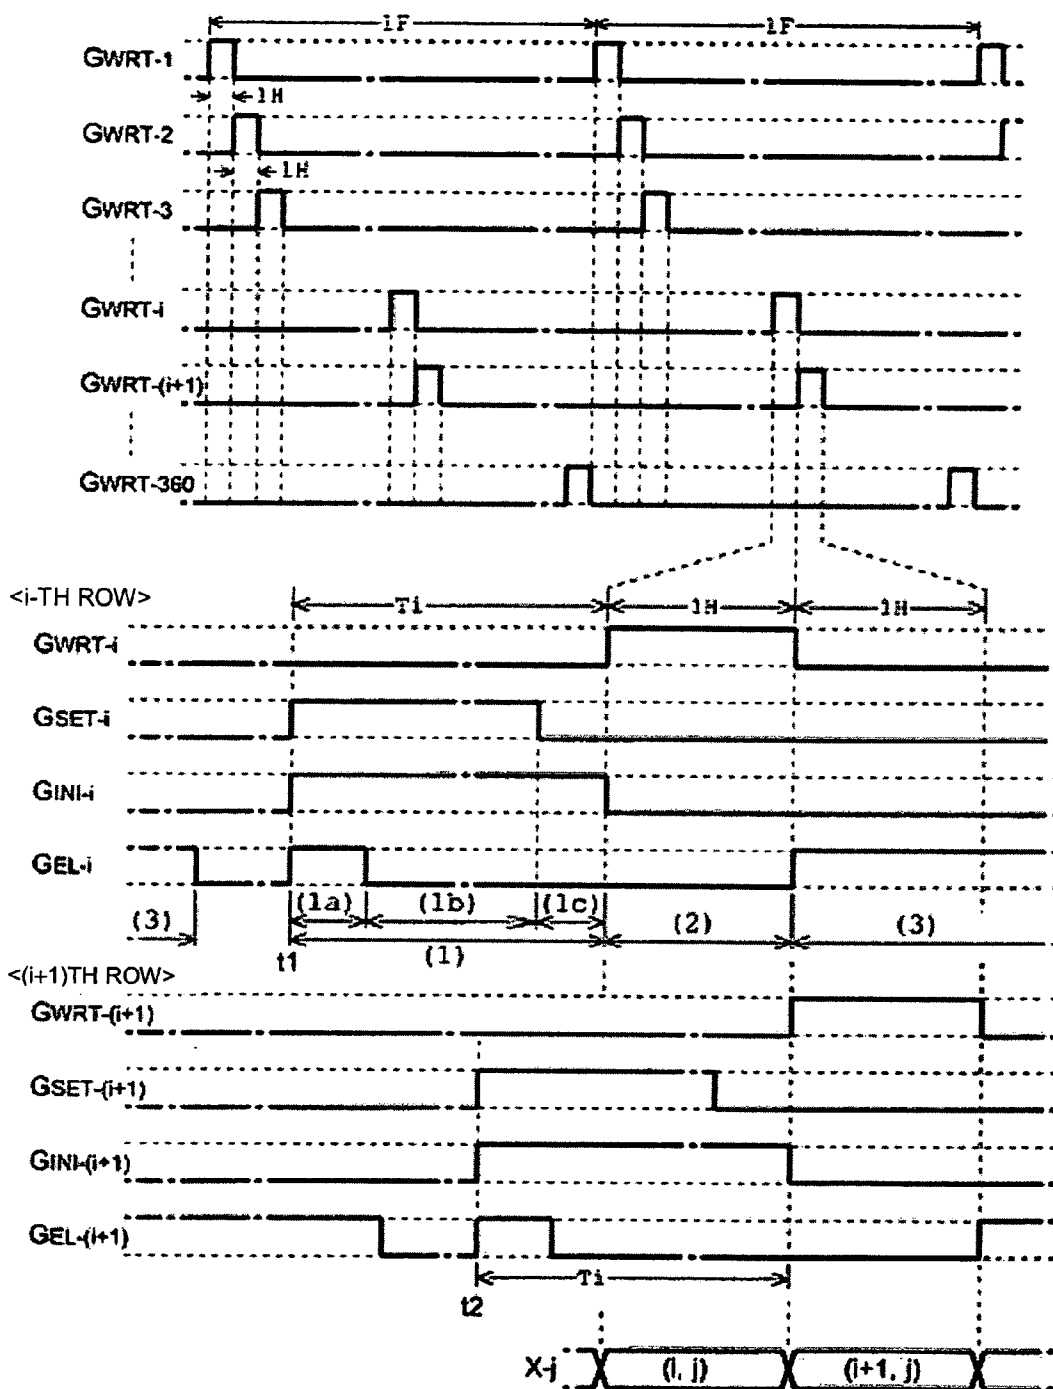 1F 1F
GWRT-1
1H
GWRT-2
1H
GWRT-3
GWRT-i
GWRT-(i+1)
GWRT-360
<i-TH ROW>
Ti 1H 1H
GWRT-i
GSET-i
GINI-i
GEL-i
(3) (1a) (1b) (1c) (2) (3)
(1)
t1
<(i+1)TH ROW>
GWRT-(i+1)
GSET-(i+1)
GINI-(i+1)
GEL-(i+1)
Ti
t2
X-j (i, j) (i+1, j)